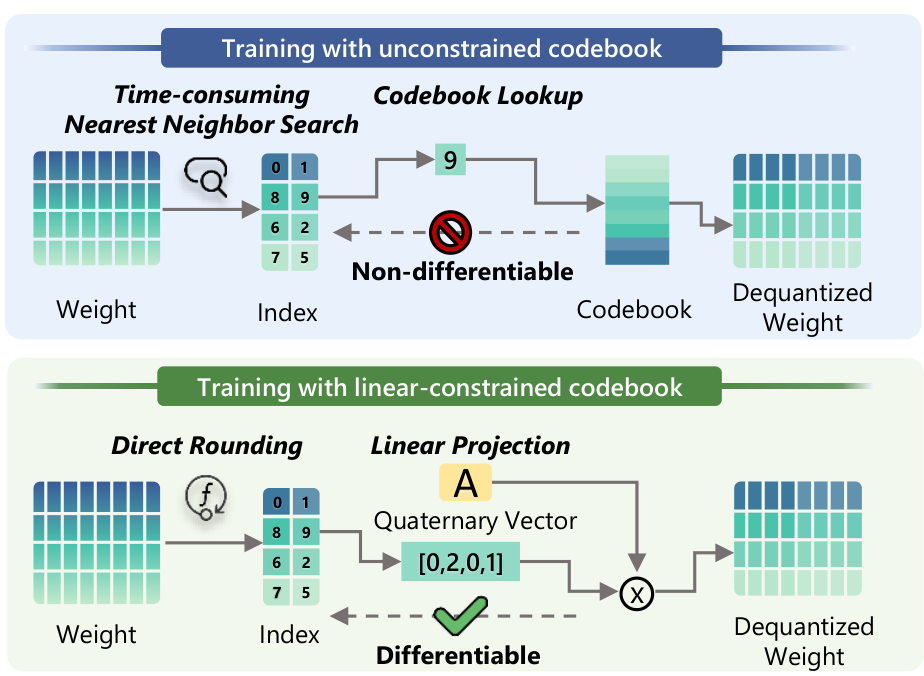 Training with unconstrained codebook
Time-consuming
Nearest Neighbor Search
Codebook Lookup
0 1
8 9
6 2
7 5
9
Non-differentiable
Weight
Index
Codebook
Dequantized
Weight
Training with linear-constrained codebook
Direct Rounding
Linear Projection
f
A
Quaternary Vector
0 1
8 9
6 2
7 5
[0,2,0,1]
X
Differentiable
Weight
Index
Dequantized
Weight